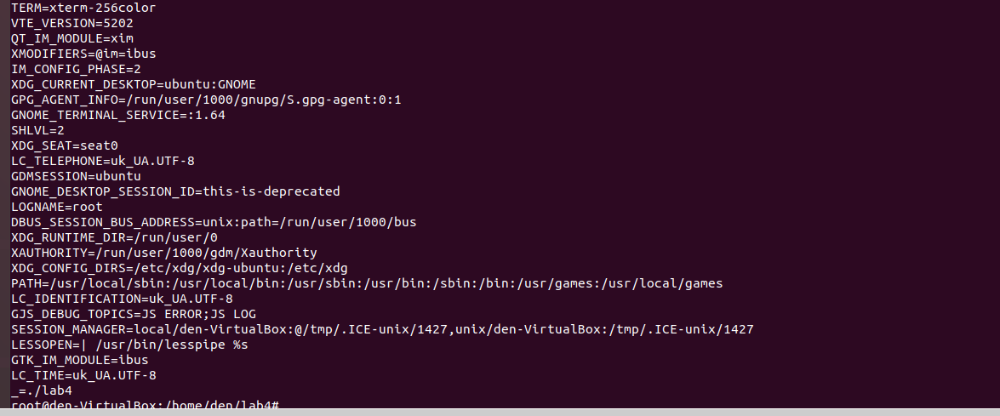 TERM=xterm-256color
VTE_VERSION=5202
QT_IM_MODULE=xim
XMODIFIERS=@im=ibus
IM_CONFIG_PHASE=2
XDG_CURRENT_DESKTOP=ubuntu:GNOME
GPG_AGENT_INFO=/run/user/1000/gnupg/S.gpg-agent:0:1
GNOME_TERMINAL_SERVICE=:1.64
SHLVL=2
XDG_SEAT=seat0
LC_TELEPHONE=uk_UA.UTF-8
GDMSESSION=ubuntu
GNOME_DESKTOP_SESSION_ID=this-is-deprecated
LOGNAME=root
DBUS_SESSION_BUS_ADDRESS=unix:path=/run/user/1000/bus
XDG_RUNTIME_DIR=/run/user/0
XAUTHORITY=/run/user/1000/gdm/Xauthority
XDG_CONFIG_DIRS=/etc/xdg/xdg-ubuntu:/etc/xdg
PATH=/usr/local/sbin:/usr/local/bin:/usr/sbin:/usr/bin:/sbin:/bin:/usr/games:/usr/local/games
LC_IDENTIFICATION=uk_UA.UTF-8
GJS_DEBUG_TOPICS=JS ERROR;JS LOG
SESSION_MANAGER=local/den-VirtualBox:@/tmp/.ICE-unix/1427,unix/den-VirtualBox:/tmp/.ICE-unix/1427
LESSOPEN=| /usr/bin/lesspipe %s
GTK_IM_MODULE=ibus
LC_TIME=uk_UA.UTF-8
_=./lab4
root@den-VirtualBox:/home/den/lab4#